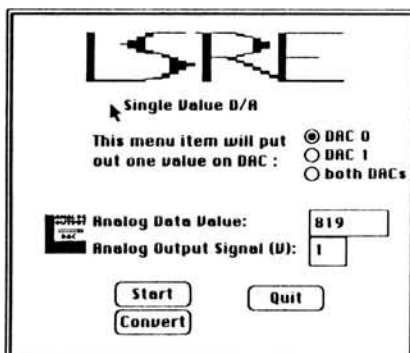 LSRE
Single Value D/A
This menu item will put
out one value on DAC :
DAC 0
DAC 1
both DACs
Analog Data Value: 819
Analog Output Signal (V): 1
Start
Quit
Convert